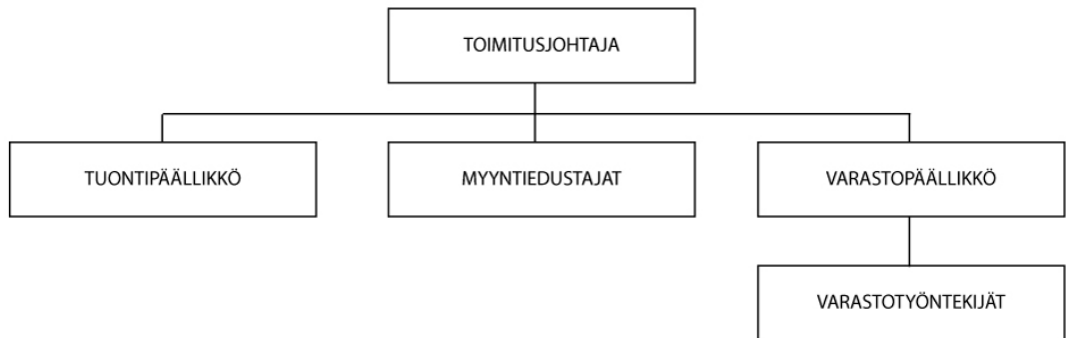 TOIMITUSJOHTAJA
TUONTIPÄÄLLIKKÖ
MYYNTIEDUSTAJAT
VARASTOPÄÄLLIKKÖ
VARASTOTYÖNTEKIJÄT